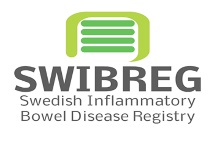 SWIBREG
Swedish Inflammatory
Bowel Disease Registry